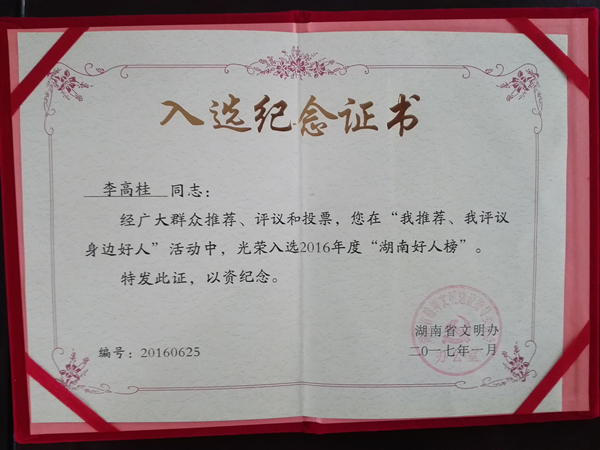 入选纪念证书
李高桂 同志：
经广大群众推荐、评议和投票，您在“我推荐、我评议
身边好人”活动中，光荣入选2016年度“湖南好人榜”。
特发此证，以资纪念。
湖南省文明办
编号：20160625
二〇一七年一月
办公室